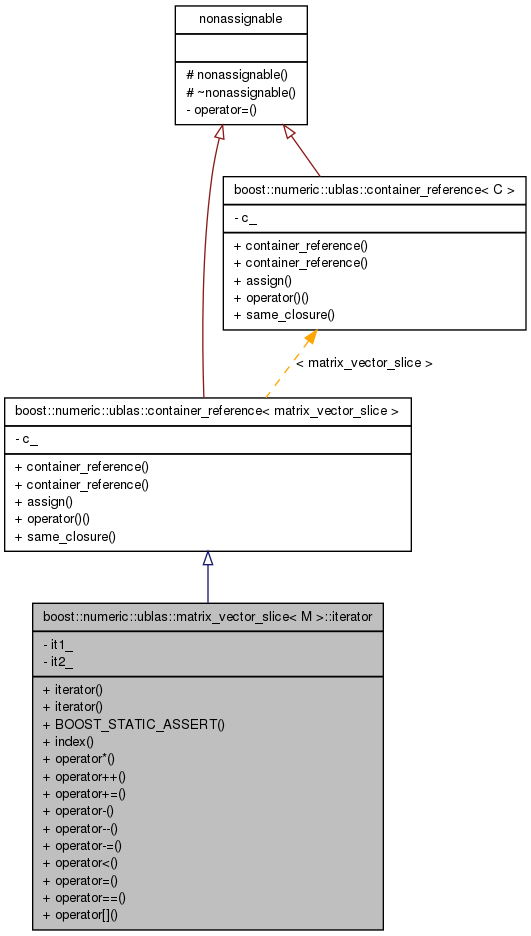 nonassignable
# nonassignable()
# ~nonassignable()
- operator=()
boost::numeric::ublas::container_reference< C >
- c_
+ container_reference()
+ container_reference()
+ assign()
+ operator()()
+ same_closure()
< matrix_vector_slice >
boost::numeric::ublas::container_reference< matrix_vector_slice >
- c_
+ container_reference()
+ container_reference()
+ assign()
+ operator()()
+ same_closure()
boost::numeric::ublas::matrix_vector_slice< M >::iterator
- it1_
- it2_
+ iterator()
+ iterator()
+ BOOST_STATIC_ASSERT()
+ index()
+ operator*()
+ operator++()
+ operator+=()
+ operator-()
+ operator--()
+ operator-=()
+ operator<()
+ operator=()
+ operator==()
+ operator[]()